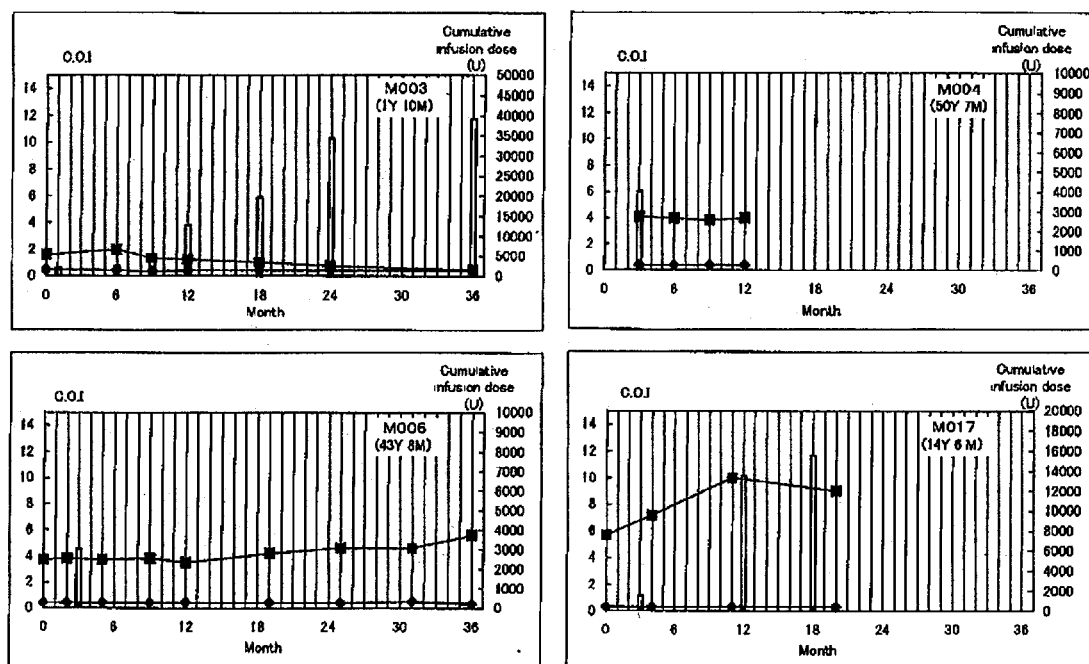 Cumulative
infusion dose
(U)
C.O.I
M003
(1Y 10M)
14
12
10
8
6
4
2
0
50000
45000
40000
35000
30000
25000
20000
15000
10000
5000
0
0 6 12 18 24 30 36
Month
Cumulative
infusion dose
(U)
C.O.I
M004
(50Y 7M)
14
12
10
8
6
4
2
0
10000
9000
8000
7000
6000
5000
4000
3000
2000
1000
0
0 6 12 18 24 30 36
Month
Cumulative
infusion dose
(U)
C.O.I
M006
(43Y 8M)
14
12
10
8
6
4
2
0
10000
9000
8000
7000
6000
5000
4000
3000
2000
1000
0
0 6 12 18 24 30 36
Month
Cumulative
infusion dose
(U)
C.O.I
M017
(14Y 6M)
14
12
10
8
6
4
2
0
20000
18000
16000
14000
12000
10000
8000
6000
4000
2000
0
0 6 12 18 24 30 36
Month